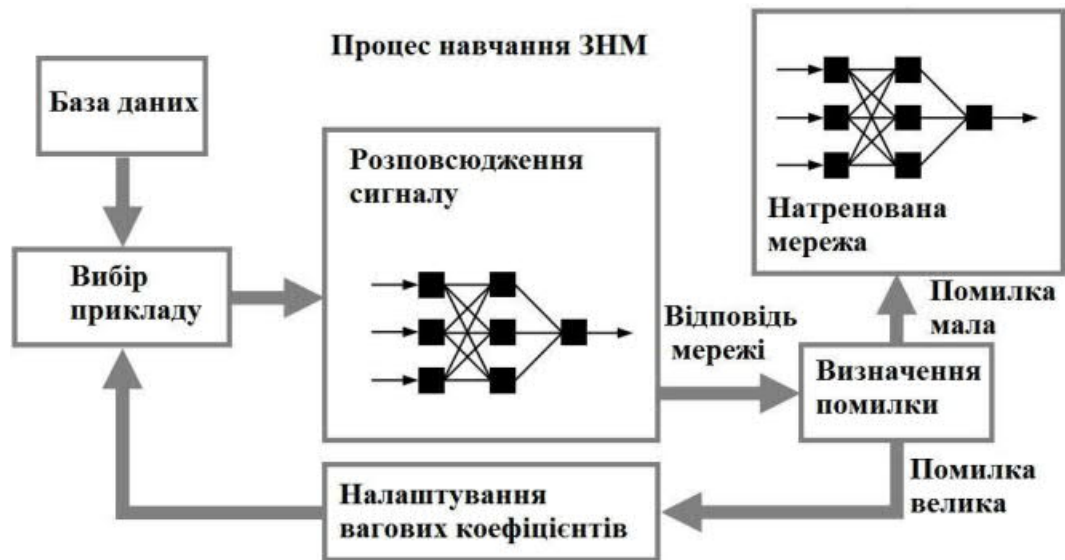 Процес навчання ЗНМ
База даних
Вибір
прикладу
Розповсюдження
сигналу
Відповідь
мережі
Визначення
помилки
Помилка
мала
Натренована
мережа
Помилка
велика
Налаштування
вагових коефіцієнтів